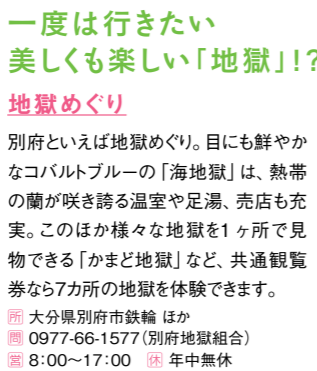 一度は行きたい
美しくも楽しい「地獄」!?
地獄めぐり
別府といえば地獄めぐり。目にも鮮やか
なコバルトブルーの「海地獄」は、熱帯
の蘭が咲き誇る温室や足湯、売店も充
実。このほか様々な地獄を1ヶ所で見
物できる「かまど地獄」など、共通観覧
券なら7カ所の地獄を体験できます。
所 大分県別府市鉄輪 ほか
問 0977-66-1577(別府地獄組合)
営 8:00〜17:00 休 年中無休